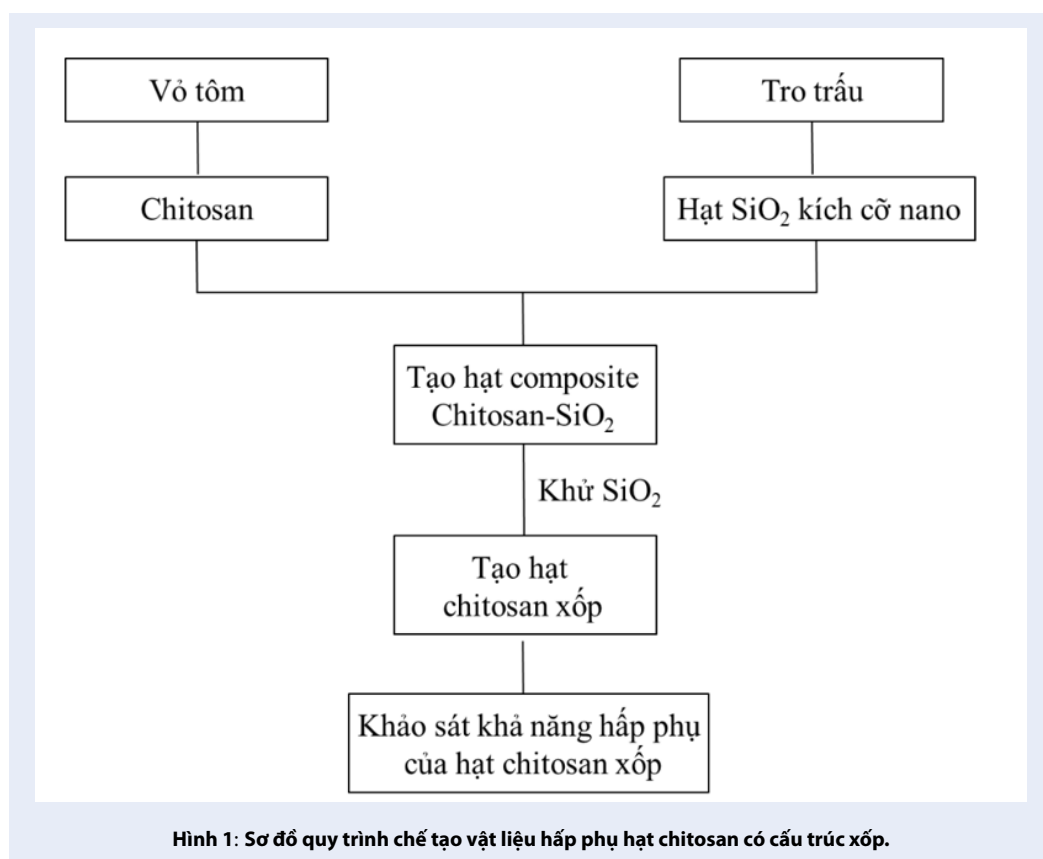 Vỏ tôm
Tro trấu
Chitosan
Hạt SiO₂ kích cỡ nano
Tạo hạt composite
Chitosan-SiO₂
Khử SiO₂
Tạo hạt
chitosan xốp
Khảo sát khả năng hấp phụ
của hạt chitosan xốp
Hình 1: Sơ đồ quy trình chế tạo vật liệu hấp phụ hạt chitosan có cấu trúc xốp.